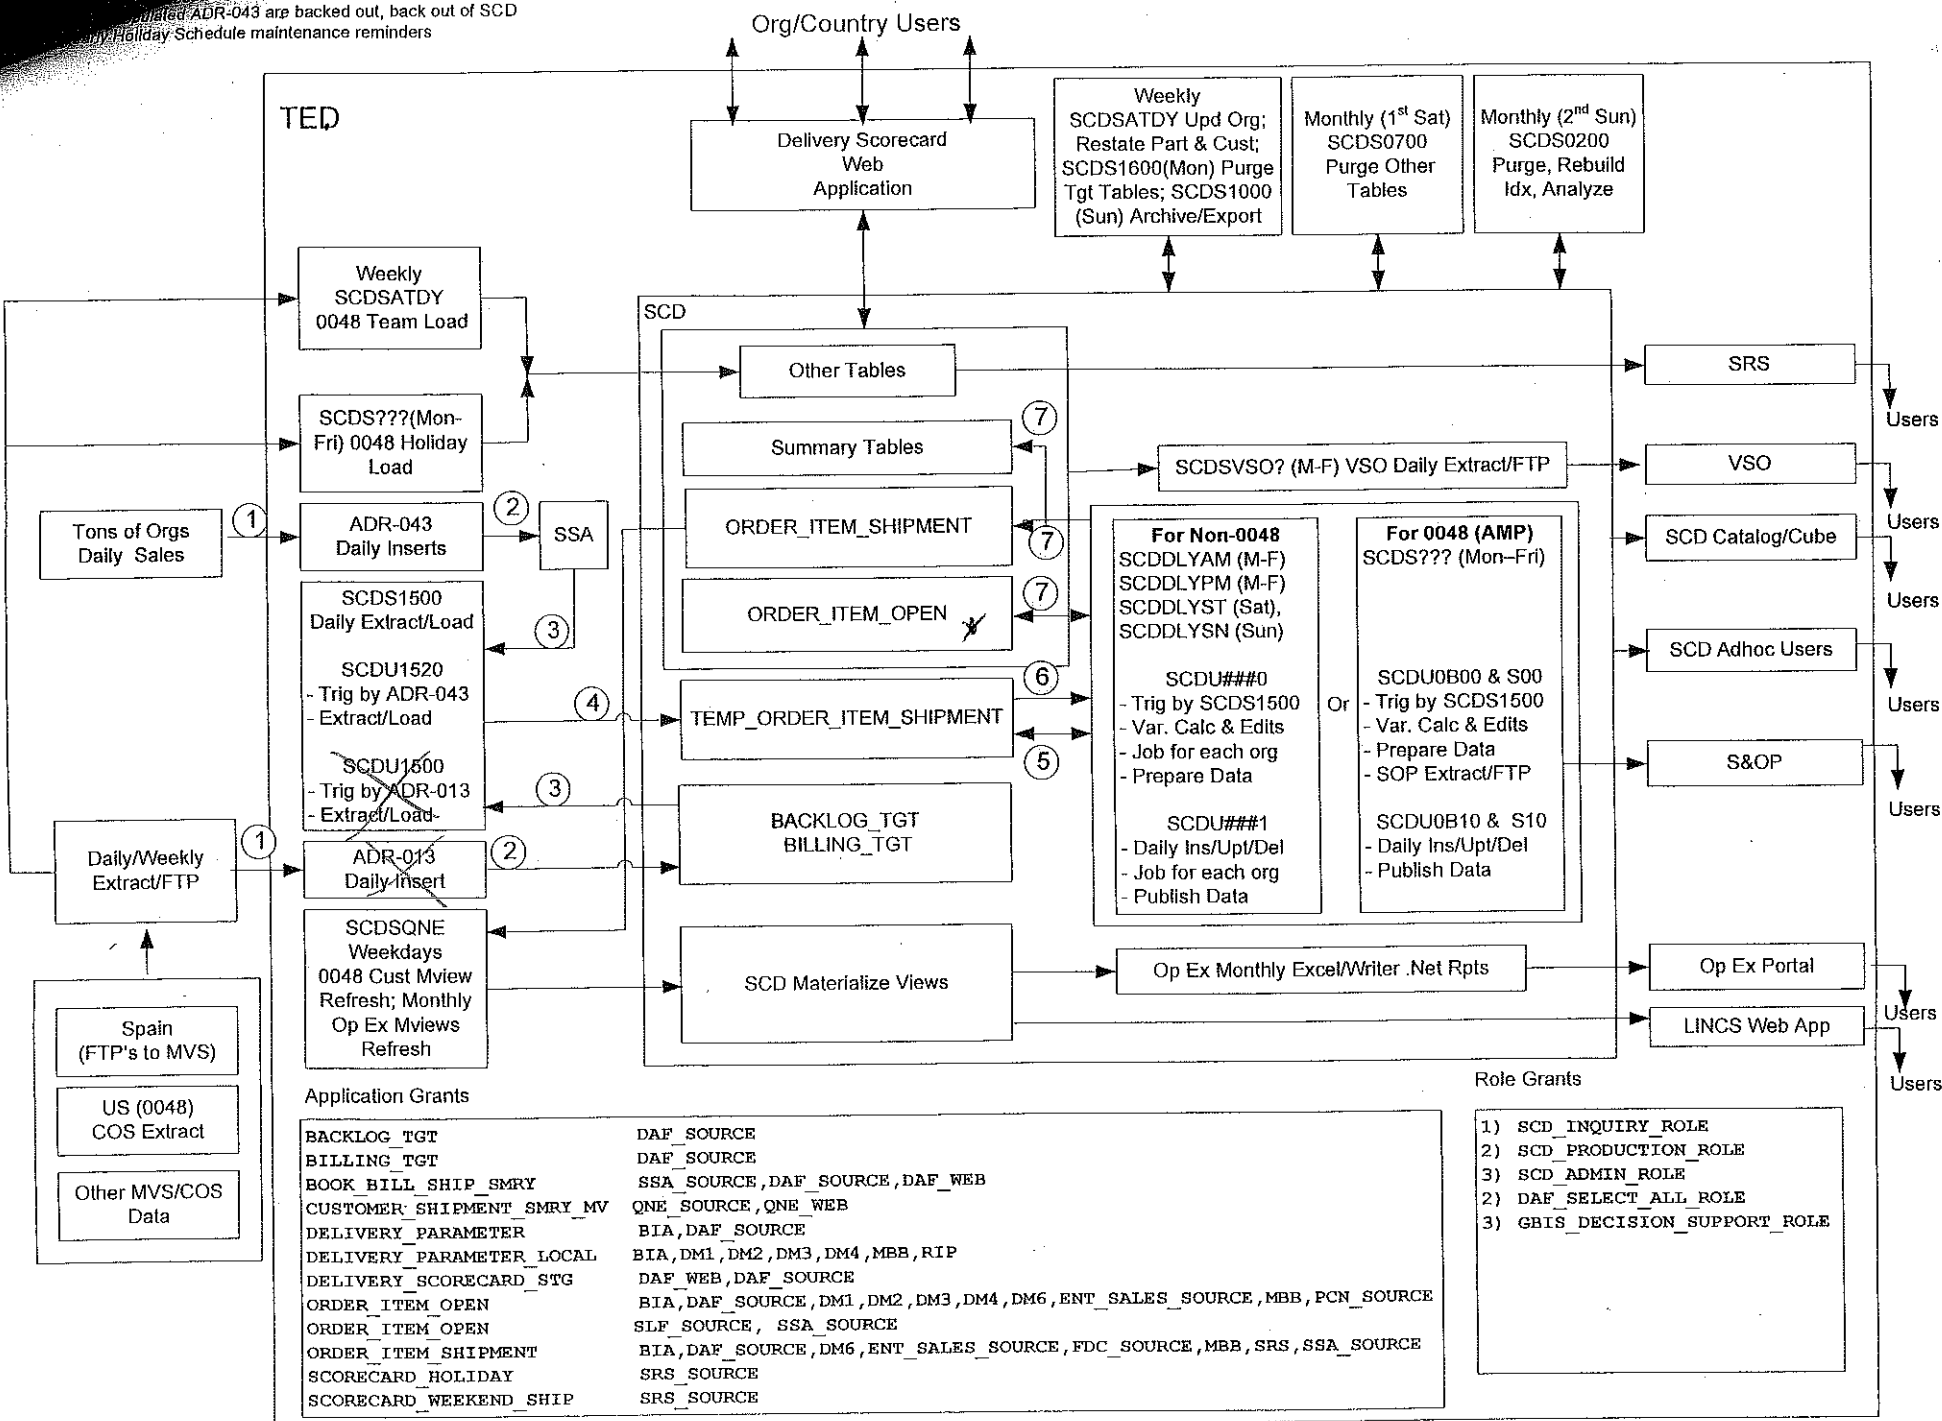 ADR-043 are backed out, back out of SCD
Holiday Schedule maintenance reminders
Org/Country Users
TED
Delivery Scorecard
Web
Application
Weekly
SCDSATDY Upd Org;
Restate Part & Cust;
SCDS1600(Mon) Purge
Tgt Tables; SCDS1000
(Sun) Archive/Export
Monthly (1st Sat)
SCDS0700
Purge Other
Tables
Monthly (2nd Sun)
SCDS0200
Purge, Rebuild
Idx, Analyze
Weekly
SCDSATDY
0048 Team Load
SCDS???(Mon-
Fri) 0048 Holiday
Load
Tons of Orgs
Daily Sales
1
ADR-043
Daily Inserts
2
SSA
SCDS1500
Daily Extract/Load
3
SCDU1520
- Trig by ADR-043
- Extract/Load
4
SCDU1500
- Trig by ADR-013
- Extract/Load
3
Daily/Weekly
Extract/FTP
1
ADR-013
Daily Insert
2
SCDSQNE
Weekdays
0048 Cust Mview
Refresh; Monthly
Op Ex Mviews
Refresh
Spain
(FTP's to MVS)
US (0048)
COS Extract
Other MVS/COS
Data
SCD
Other Tables
Summary Tables
7
ORDER_ITEM_SHIPMENT
7
ORDER_ITEM_OPEN
7
TEMP_ORDER_ITEM_SHIPMENT
6
5
BACKLOG_TGT
BILLING_TGT
SCD Materialize Views
SCDSVSO? (M-F) VSO Daily Extract/FTP
For Non-0048
SCDDLYAM (M-F)
SCDDLYPM (M-F)
SCDDLYST (Sat),
SCDDLYSN (Sun)
SCDU###0
- Trig by SCDS1500
- Var. Calc & Edits
- Job for each org
- Prepare Data
SCDU###1
- Daily Ins/Upt/Del
- Job for each org
- Publish Data
Or
For 0048 (AMP)
SCDS??? (Mon–Fri)
SCDU0B00 & S00
- Trig by SCDS1500
- Var. Calc & Edits
- Prepare Data
- SOP Extract/FTP
SCDU0B10 & S10
- Daily Ins/Upt/Del
- Publish Data
Op Ex Monthly Excel/Writer .Net Rpts
SRS
Users
VSO
Users
SCD Catalog/Cube
Users
SCD Adhoc Users
Users
S&OP
Users
Op Ex Portal
Users
LINCS Web App
Users
Application Grants
BACKLOG_TGT DAF_SOURCE
BILLING_TGT DAF_SOURCE
BOOK_BILL_SHIP_SMRY SSA_SOURCE,DAF_SOURCE,DAF_WEB
CUSTOMER_SHIPMENT_SMRY_MV QNE_SOURCE,QNE_WEB
DELIVERY_PARAMETER BIA,DAF_SOURCE
DELIVERY_PARAMETER_LOCAL BIA,DM1,DM2,DM3,DM4,MBB,RIP
DELIVERY_SCORECARD_STG DAF_WEB,DAF_SOURCE
ORDER_ITEM_OPEN BIA,DAF_SOURCE,DM1,DM2,DM3,DM4,DM6,ENT_SALES_SOURCE,MBB,PCN_SOURCE
ORDER_ITEM_OPEN SLF_SOURCE, SSA_SOURCE
ORDER_ITEM_SHIPMENT BIA,DAF_SOURCE,DM6,ENT_SALES_SOURCE,FDC_SOURCE,MBB,SRS,SSA_SOURCE
SCORECARD_HOLIDAY SRS_SOURCE
SCORECARD_WEEKEND_SHIP SRS_SOURCE
Role Grants
1) SCD_INQUIRY_ROLE
2) SCD_PRODUCTION_ROLE
3) SCD_ADMIN_ROLE
2) DAF_SELECT_ALL_ROLE
3) GBIS_DECISION_SUPPORT_ROLE